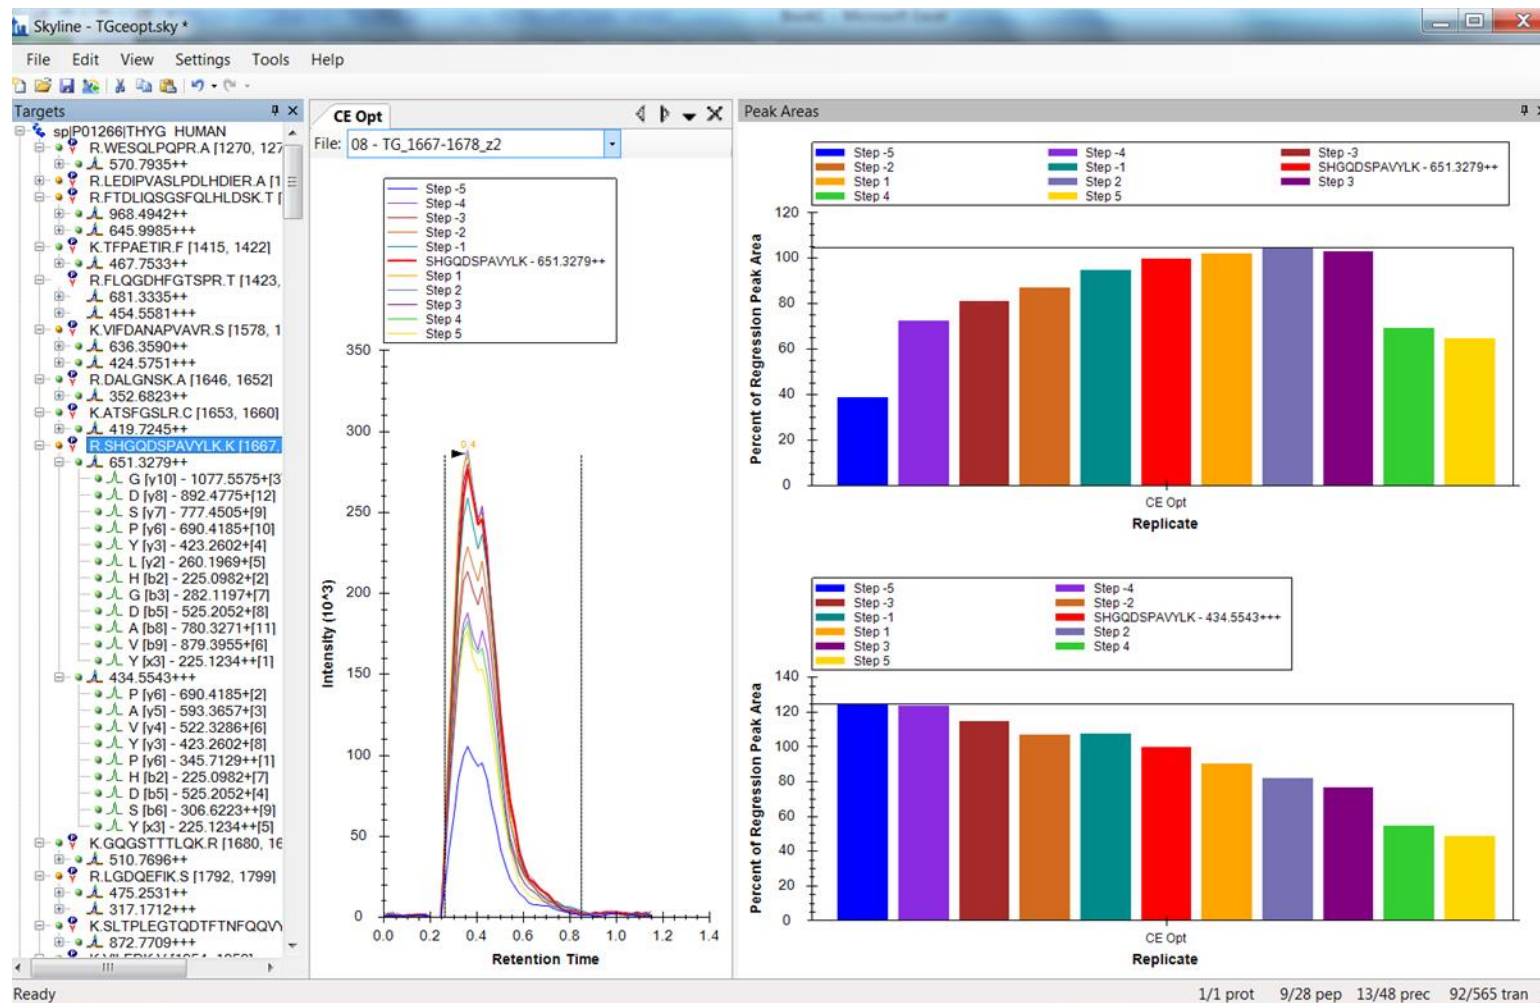 Skyline - TGceopt.sky *
File Edit View Settings Tools Help
Targets
sp|P01266|THYG_HUMAN
R.WESQLPQPR.A [1270, 127
570.7935++
R.LEDIPVASLPDLHDIER.A [1
R.FTDLIQSGSFQLHLDSK.T [
968.4942++
645.9985+++
K.TFPAETIR.F [1415, 1422]
467.7533++
R.FLQGDHFGTSPR.T [1423,
681.3335++
454.5581+++
K.VIFDANAPVAVR.S [1578, 1
636.3590++
424.5751+++
R.DALGNSK.A [1646, 1652]
352.6823++
K.ATSFGSLR.C [1653, 1660]
419.7245++
R.SHGQDSPAVYLK.K [1667,
651.3279++
G [y10] - 1077.5575+[3
D [y8] - 892.4775+[12]
S [y7] - 777.4505+[9]
P [y6] - 690.4185+[10]
Y [y3] - 423.2602+[4]
L [y2] - 260.1969+[5]
H [b2] - 225.0982+[2]
G [b3] - 282.1197+[7]
D [b5] - 525.2052+[8]
A [b8] - 780.3271+[11]
V [b9] - 879.3955+[6]
Y [x3] - 225.1234++[1]
434.5543+++
P [y6] - 690.4185+[2]
A [y5] - 593.3657+[3]
V [y4] - 522.3286+[6]
Y [y3] - 423.2602+[8]
P [y6] - 345.7129++[1]
H [b2] - 225.0982+[7]
D [b5] - 525.2052+[4]
S [b6] - 306.6223++[9]
Y [x3] - 225.1234++[5]
K.GQGSTTTLQK.R [1680, 16
510.7696++
R.LGDQEFIK.S [1792, 1799]
475.2531++
317.1712+++
K.SLTPLEGTQDTFTNFQQVY
872.7709+++
CE Opt
File: 08 - TG_1667-1678_z2
Step -5
Step -4
Step -3
Step -2
Step -1
SHGQDSPAVYLK - 651.3279++
Step 1
Step 2
Step 3
Step 4
Step 5
350
300
250
200
150
100
50
0
0.4
Intensity (10^3)
0.0 0.2 0.4 0.6 0.8 1.0 1.2 1.4
Retention Time
Peak Areas
Step -5 Step -4 Step -3
Step -2 Step -1 SHGQDSPAVYLK - 651.3279++
Step 1 Step 2 Step 3
Step 4 Step 5
120
100
80
60
40
20
0
Percent of Regression Peak Area
CE Opt
Replicate
Step -5 Step -4
Step -3 Step -2
Step -1 SHGQDSPAVYLK - 434.5543+++
Step 1 Step 2
Step 3 Step 4
Step 5
140
120
100
80
60
40
20
0
Percent of Regression Peak Area
CE Opt
Replicate
Ready 1/1 prot 9/28 pep 13/48 prec 92/565 tran